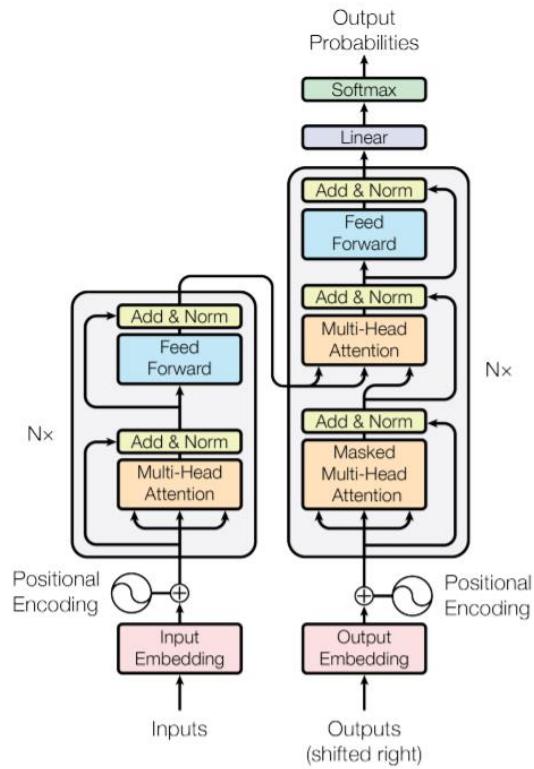 Output
Probabilities
Softmax
Linear
Add & Norm
Feed
Forward
Add & Norm
Multi-Head
Attention
Add & Norm
Masked
Multi-Head
Attention
N×
Add & Norm
Feed
Forward
Add & Norm
Multi-Head
Attention
N×
Positional
Encoding
Positional
Encoding
Input
Embedding
Output
Embedding
Inputs
Outputs
(shifted right)